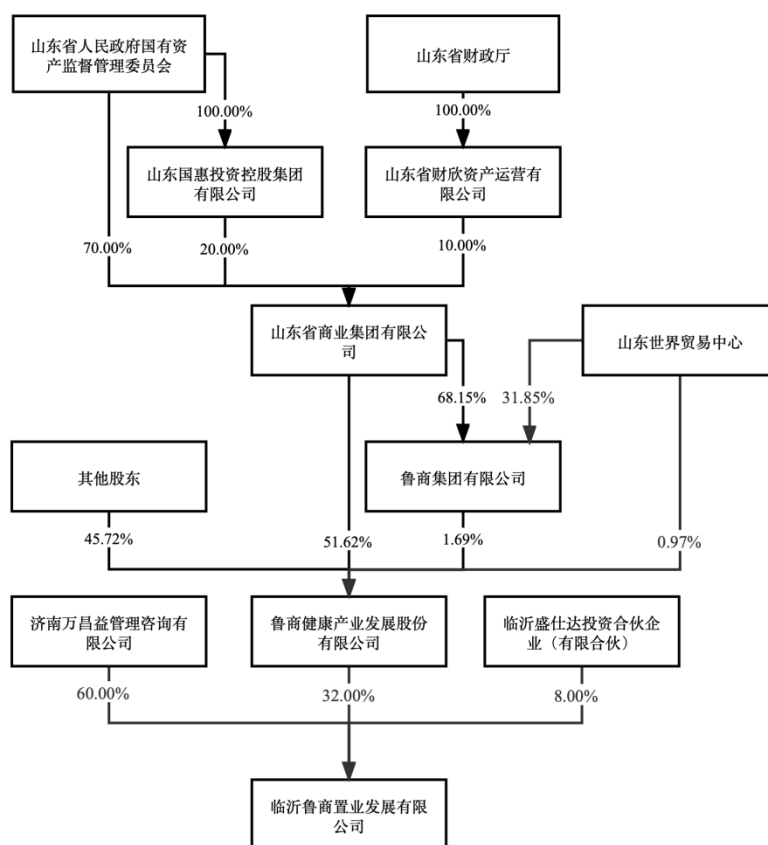 山东省人民政府国有资
产监督管理委员会
山东省财政厅
100.00%
100.00%
山东国惠投资控股集团
有限公司
山东省财欣资产运营有
限公司
70.00%
20.00%
10.00%
山东省商业集团有限公
司
山东世界贸易中心
68.15%
31.85%
其他股东
鲁商集团有限公司
45.72%
51.62%
1.69%
0.97%
济南万昌益管理咨询有
限公司
鲁商健康产业发展股份
有限公司
临沂盛仕达投资合伙企
业（有限合伙）
60.00%
32.00%
8.00%
临沂鲁商置业发展有限
公司